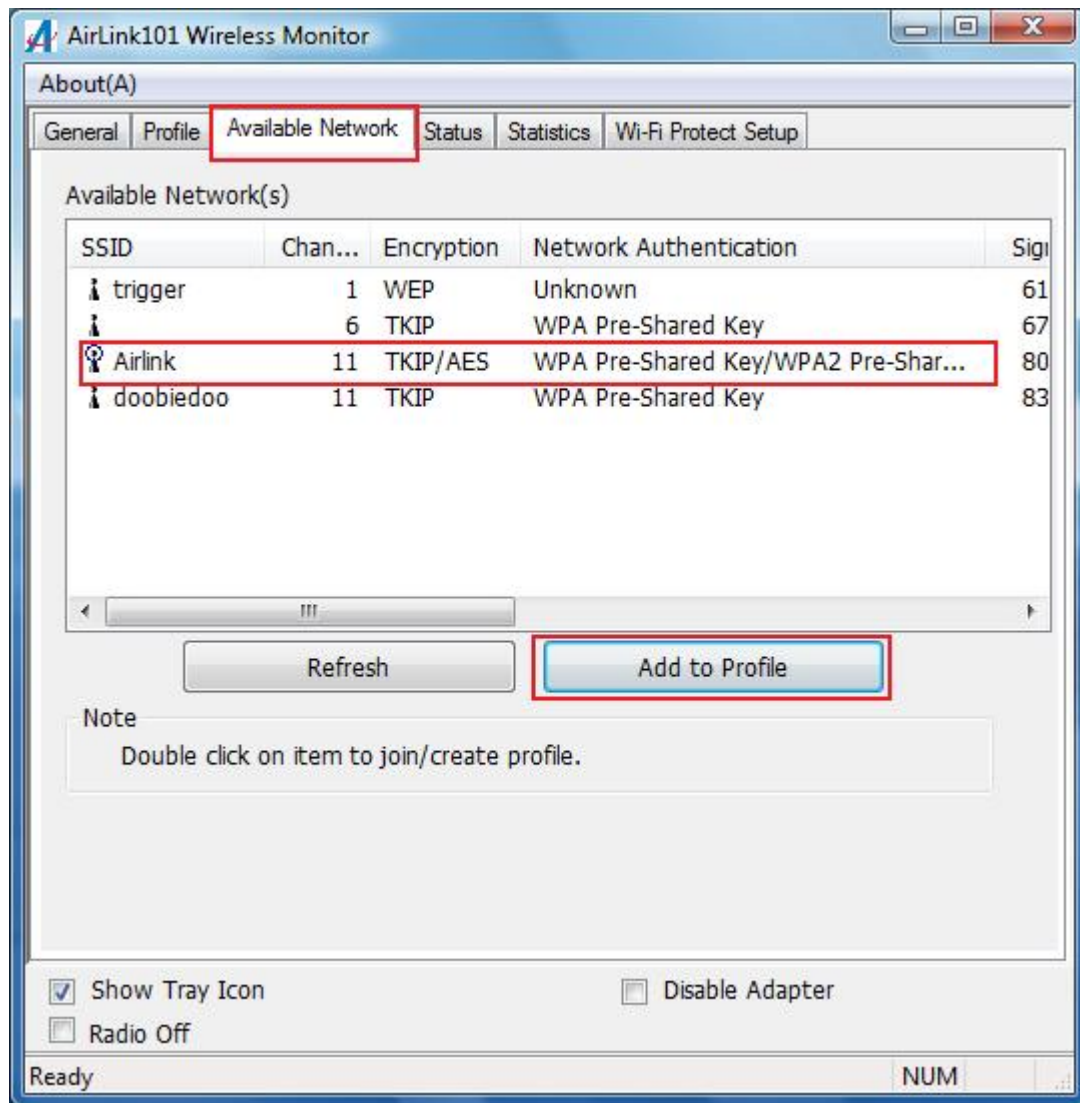 AirLink101 Wireless Monitor
About(A)
General Profile Available Network Status Statistics Wi-Fi Protect Setup
Available Network(s)
SSID Chan... Encryption Network Authentication Sigr
trigger 1 WEP Unknown 61
6 TKIP WPA Pre-Shared Key 67
Airlink 11 TKIP/AES WPA Pre-Shared Key/WPA2 Pre-Shar... 80
doobiedoo 11 TKIP WPA Pre-Shared Key 83
Refresh Add to Profile
Note
Double click on item to join/create profile.
Show Tray Icon Disable Adapter
Radio Off
Ready NUM